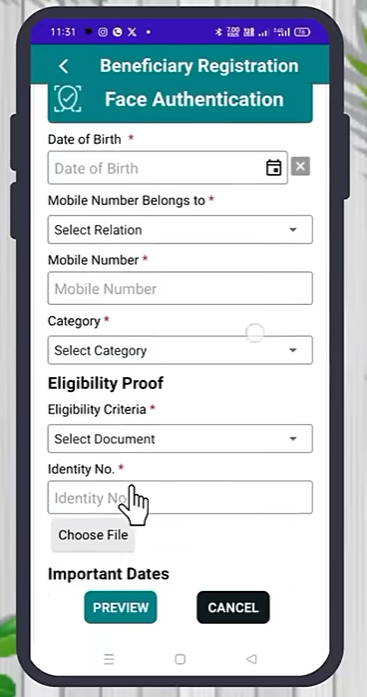 11:31
Beneficiary Registration
Face Authentication
Date of Birth *
Date of Birth
Mobile Number Belongs to *
Select Relation
Mobile Number *
Mobile Number
Category *
Select Category
Eligibility Proof
Eligibility Criteria *
Select Document
Identity No. *
Identity No
Choose File
Important Dates
PREVIEW CANCEL